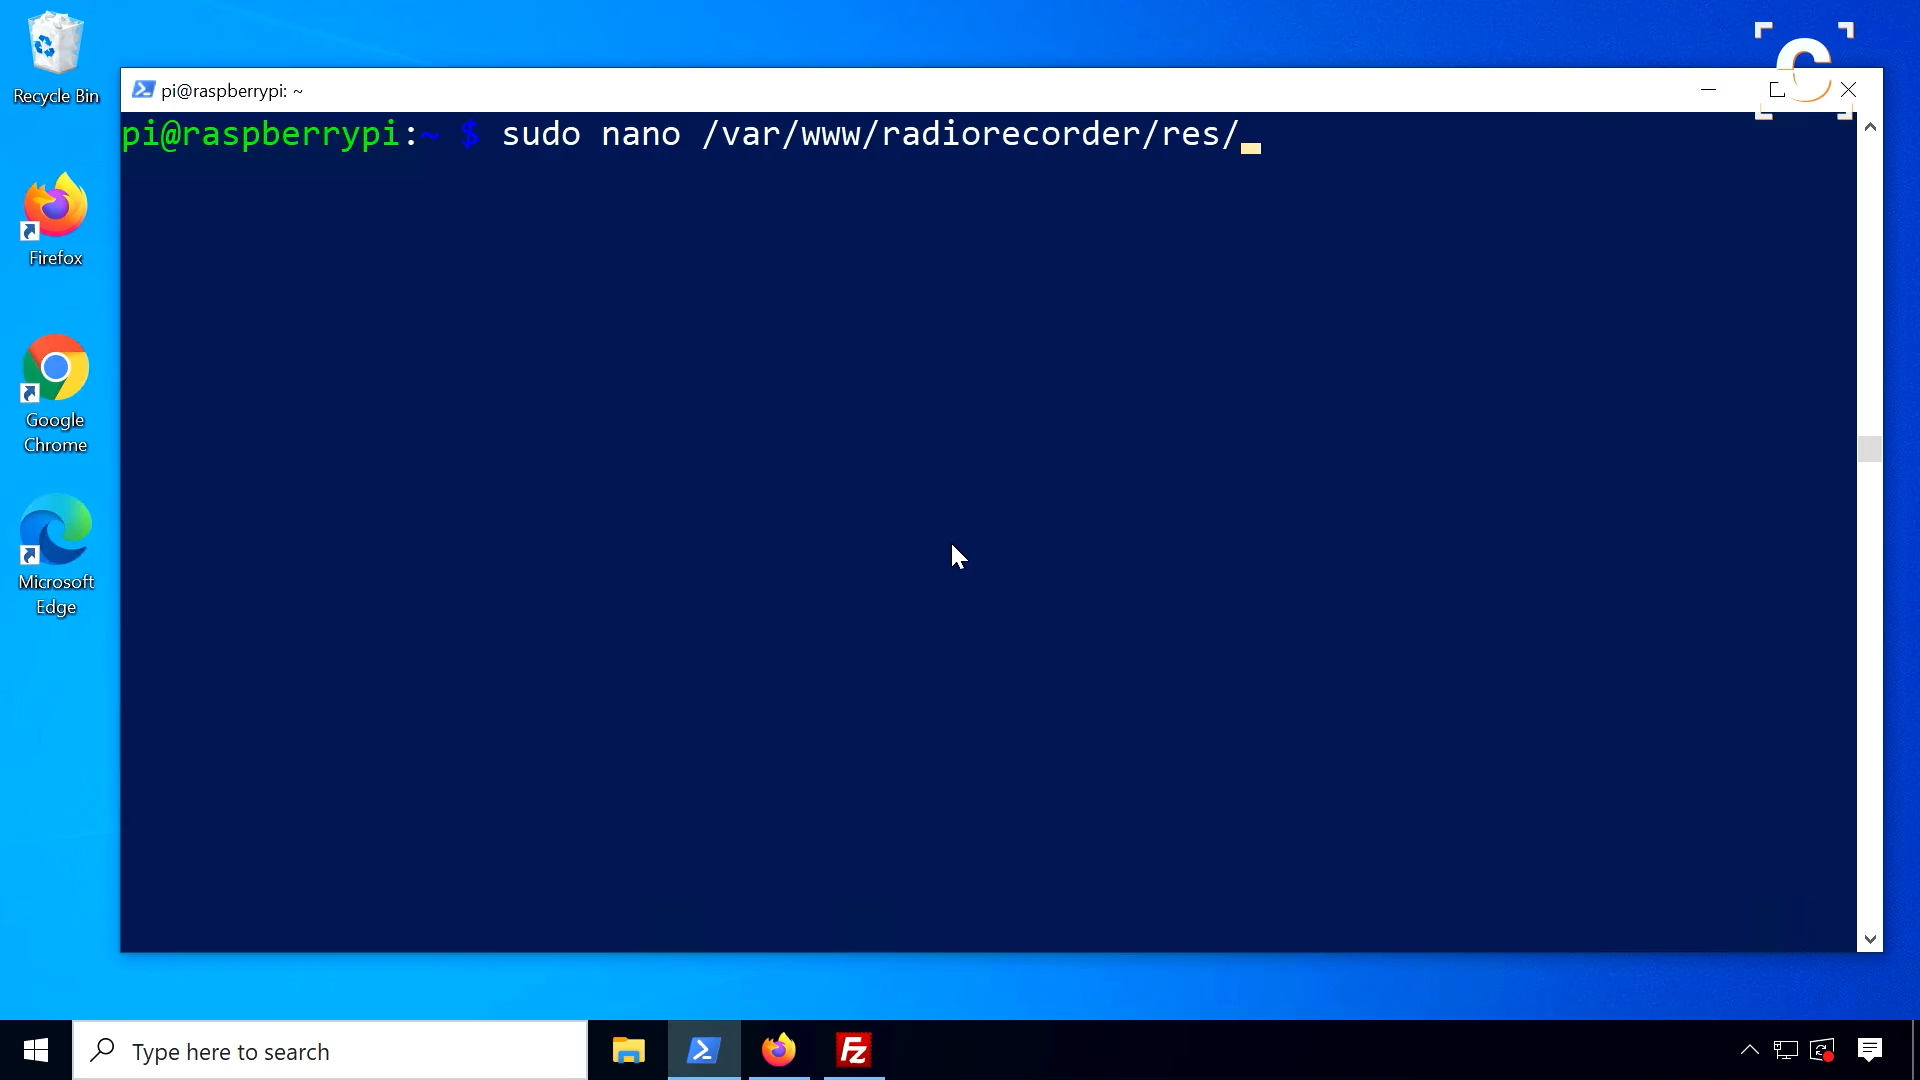 Recycle Bin
pi@raspberrypi: ~
pi@raspberrypi:~ $ sudo nano /var/www/radiorecorder/res/
Firefox
Google
Chrome
Microsoft
Edge
Type here to search
Fz
C